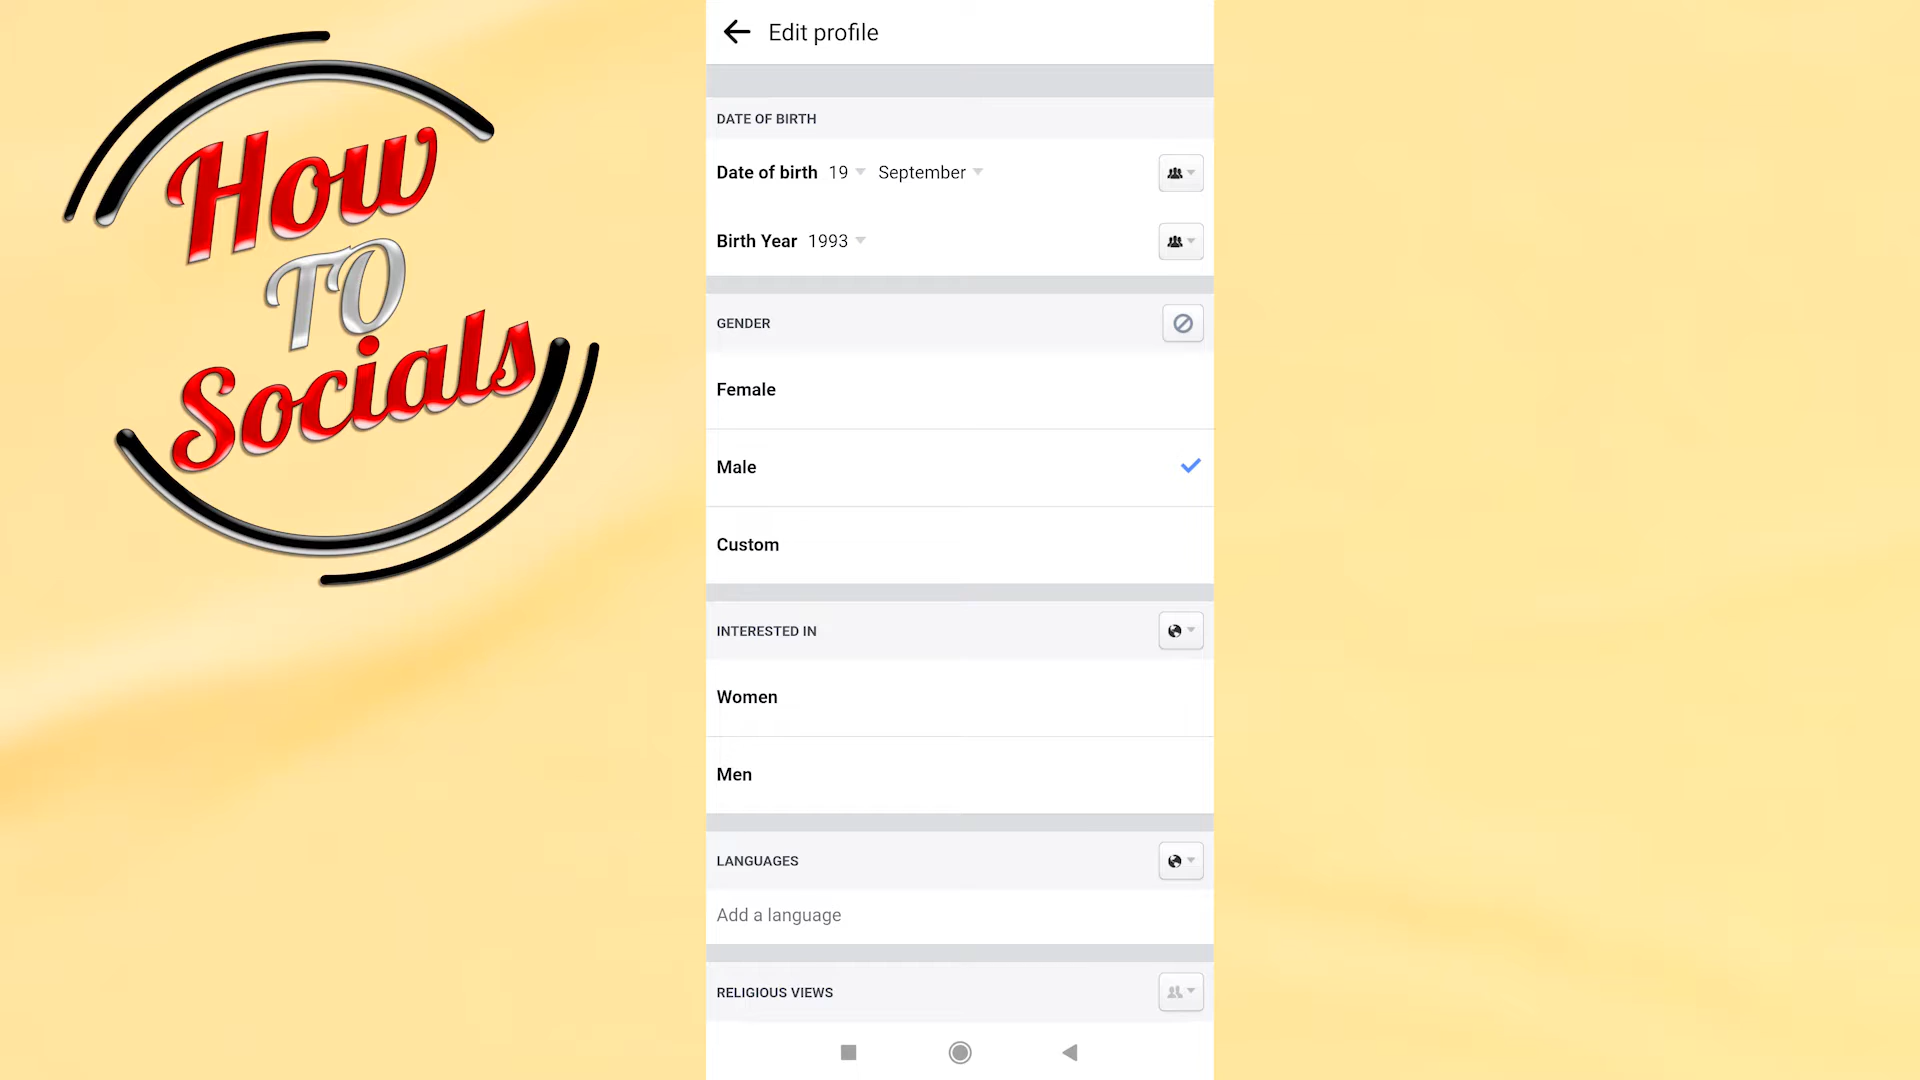 How
TO
Socials
Edit profile
DATE OF BIRTH
Date of birth 19 September
Birth Year 1993
GENDER
Female
Male
Custom
INTERESTED IN
Women
Men
LANGUAGES
Add a language
RELIGIOUS VIEWS